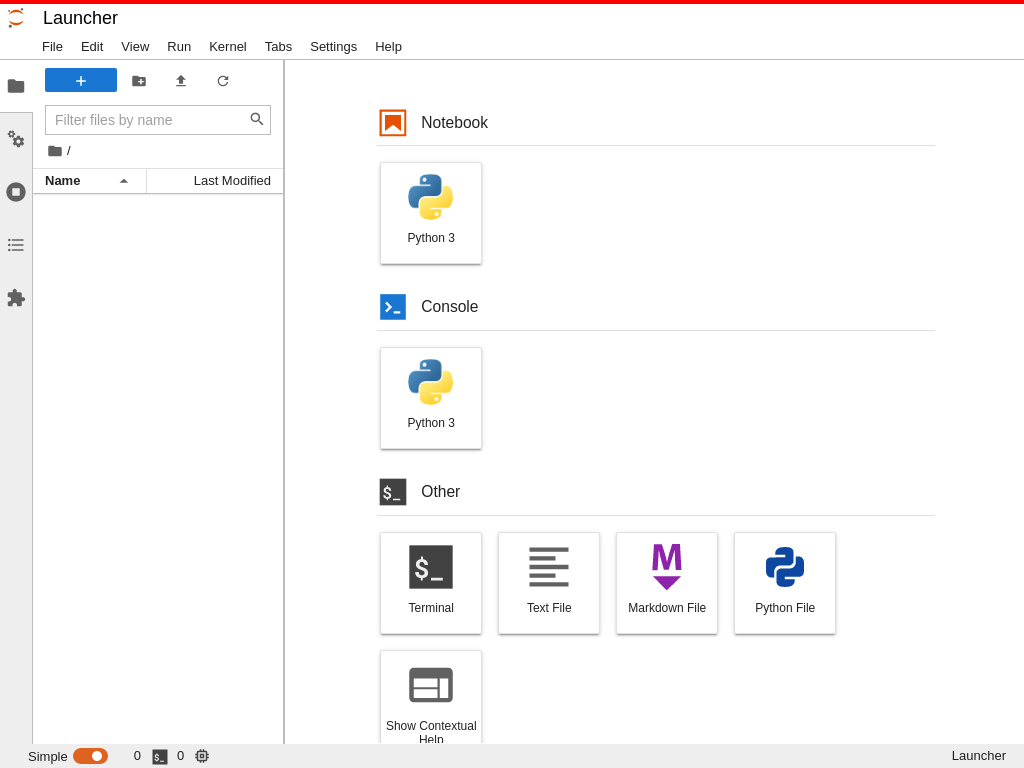 Launcher
File Edit View Run Kernel Tabs Settings Help
+
Filter files by name
/
Name Last Modified
Notebook
Python 3
Console
Python 3
$_ Other
$_ Terminal
Text File
M Markdown File
Python File
Show Contextual
Help
Simple 0 $_ 0 Launcher